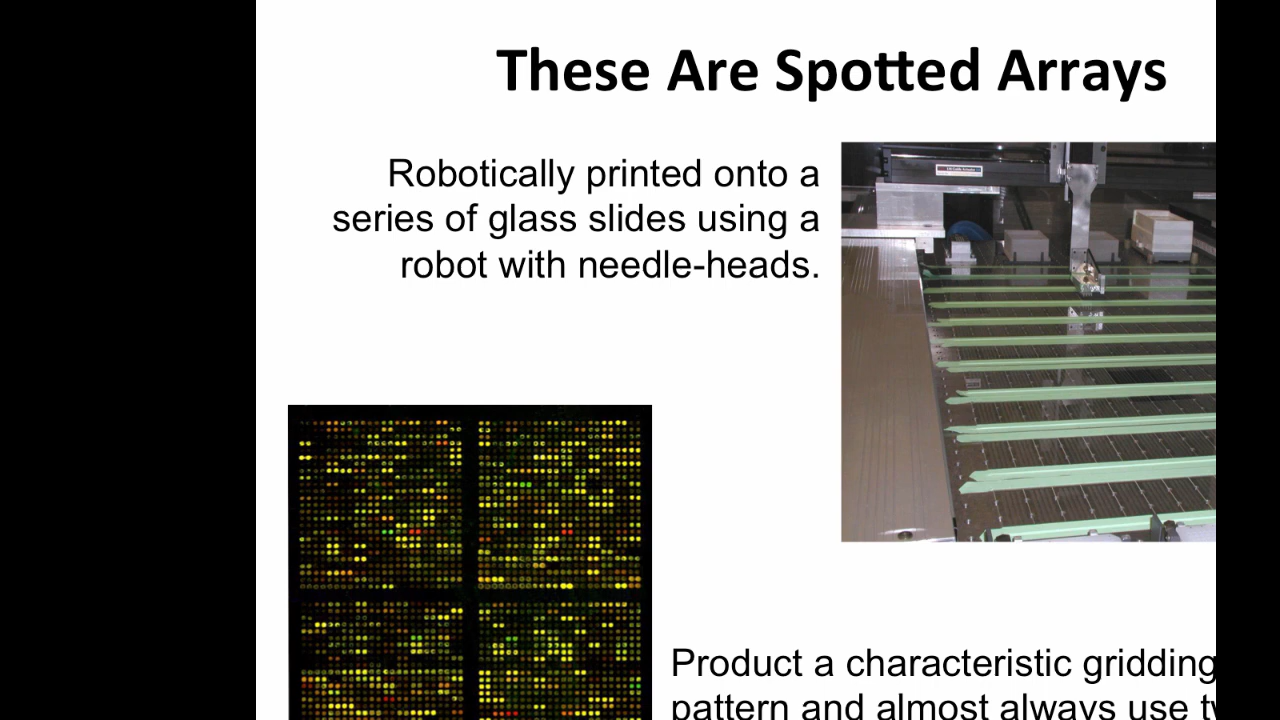 These Are Spotted Arrays
Robotically printed onto a
series of glass slides using a
robot with needle-heads.
Product a characteristic gridding
pattern and almost always use